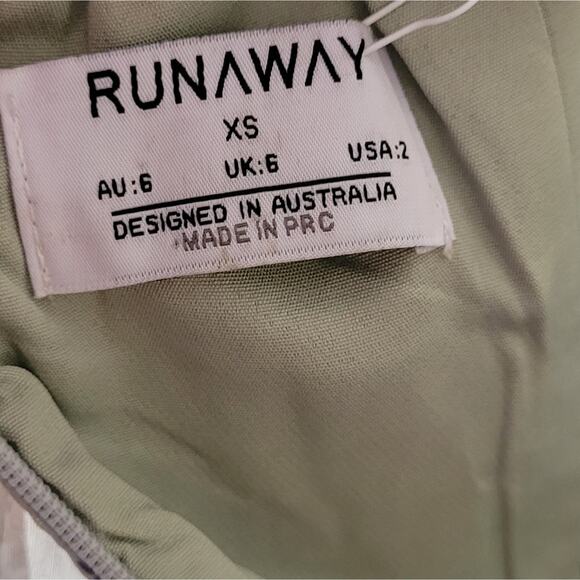 RUNAWAY
XS
AU:6 UK:6 USA:2
DESIGNED IN AUSTRALIA
MADE IN PRC